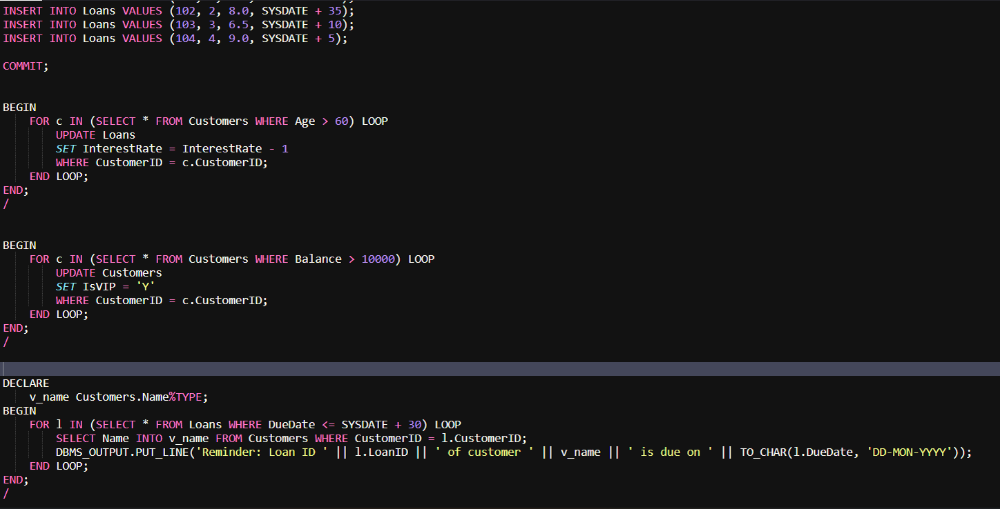 INSERT INTO Loans VALUES (102, 2, 8.0, SYSDATE + 35);
INSERT INTO Loans VALUES (103, 3, 6.5, SYSDATE + 10);
INSERT INTO Loans VALUES (104, 4, 9.0, SYSDATE + 5);
COMMIT;
BEGIN
    FOR c IN (SELECT * FROM Customers WHERE Age > 60) LOOP
        UPDATE Loans
        SET InterestRate = InterestRate - 1
        WHERE CustomerID = c.CustomerID;
    END LOOP;
END;
/
BEGIN
    FOR c IN (SELECT * FROM Customers WHERE Balance > 10000) LOOP
        UPDATE Customers
        SET IsVIP = 'Y'
        WHERE CustomerID = c.CustomerID;
    END LOOP;
END;
/
DECLARE
    v_name Customers.Name%TYPE;
BEGIN
    FOR l IN (SELECT * FROM Loans WHERE DueDate <= SYSDATE + 30) LOOP
        SELECT Name INTO v_name FROM Customers WHERE CustomerID = l.CustomerID;
        DBMS_OUTPUT.PUT_LINE('Reminder: Loan ID ' || l.LoanID || ' of customer ' || v_name || ' is due on ' || TO_CHAR(l.DueDate, 'DD-MON-YYYY'));
    END LOOP;
END;
/